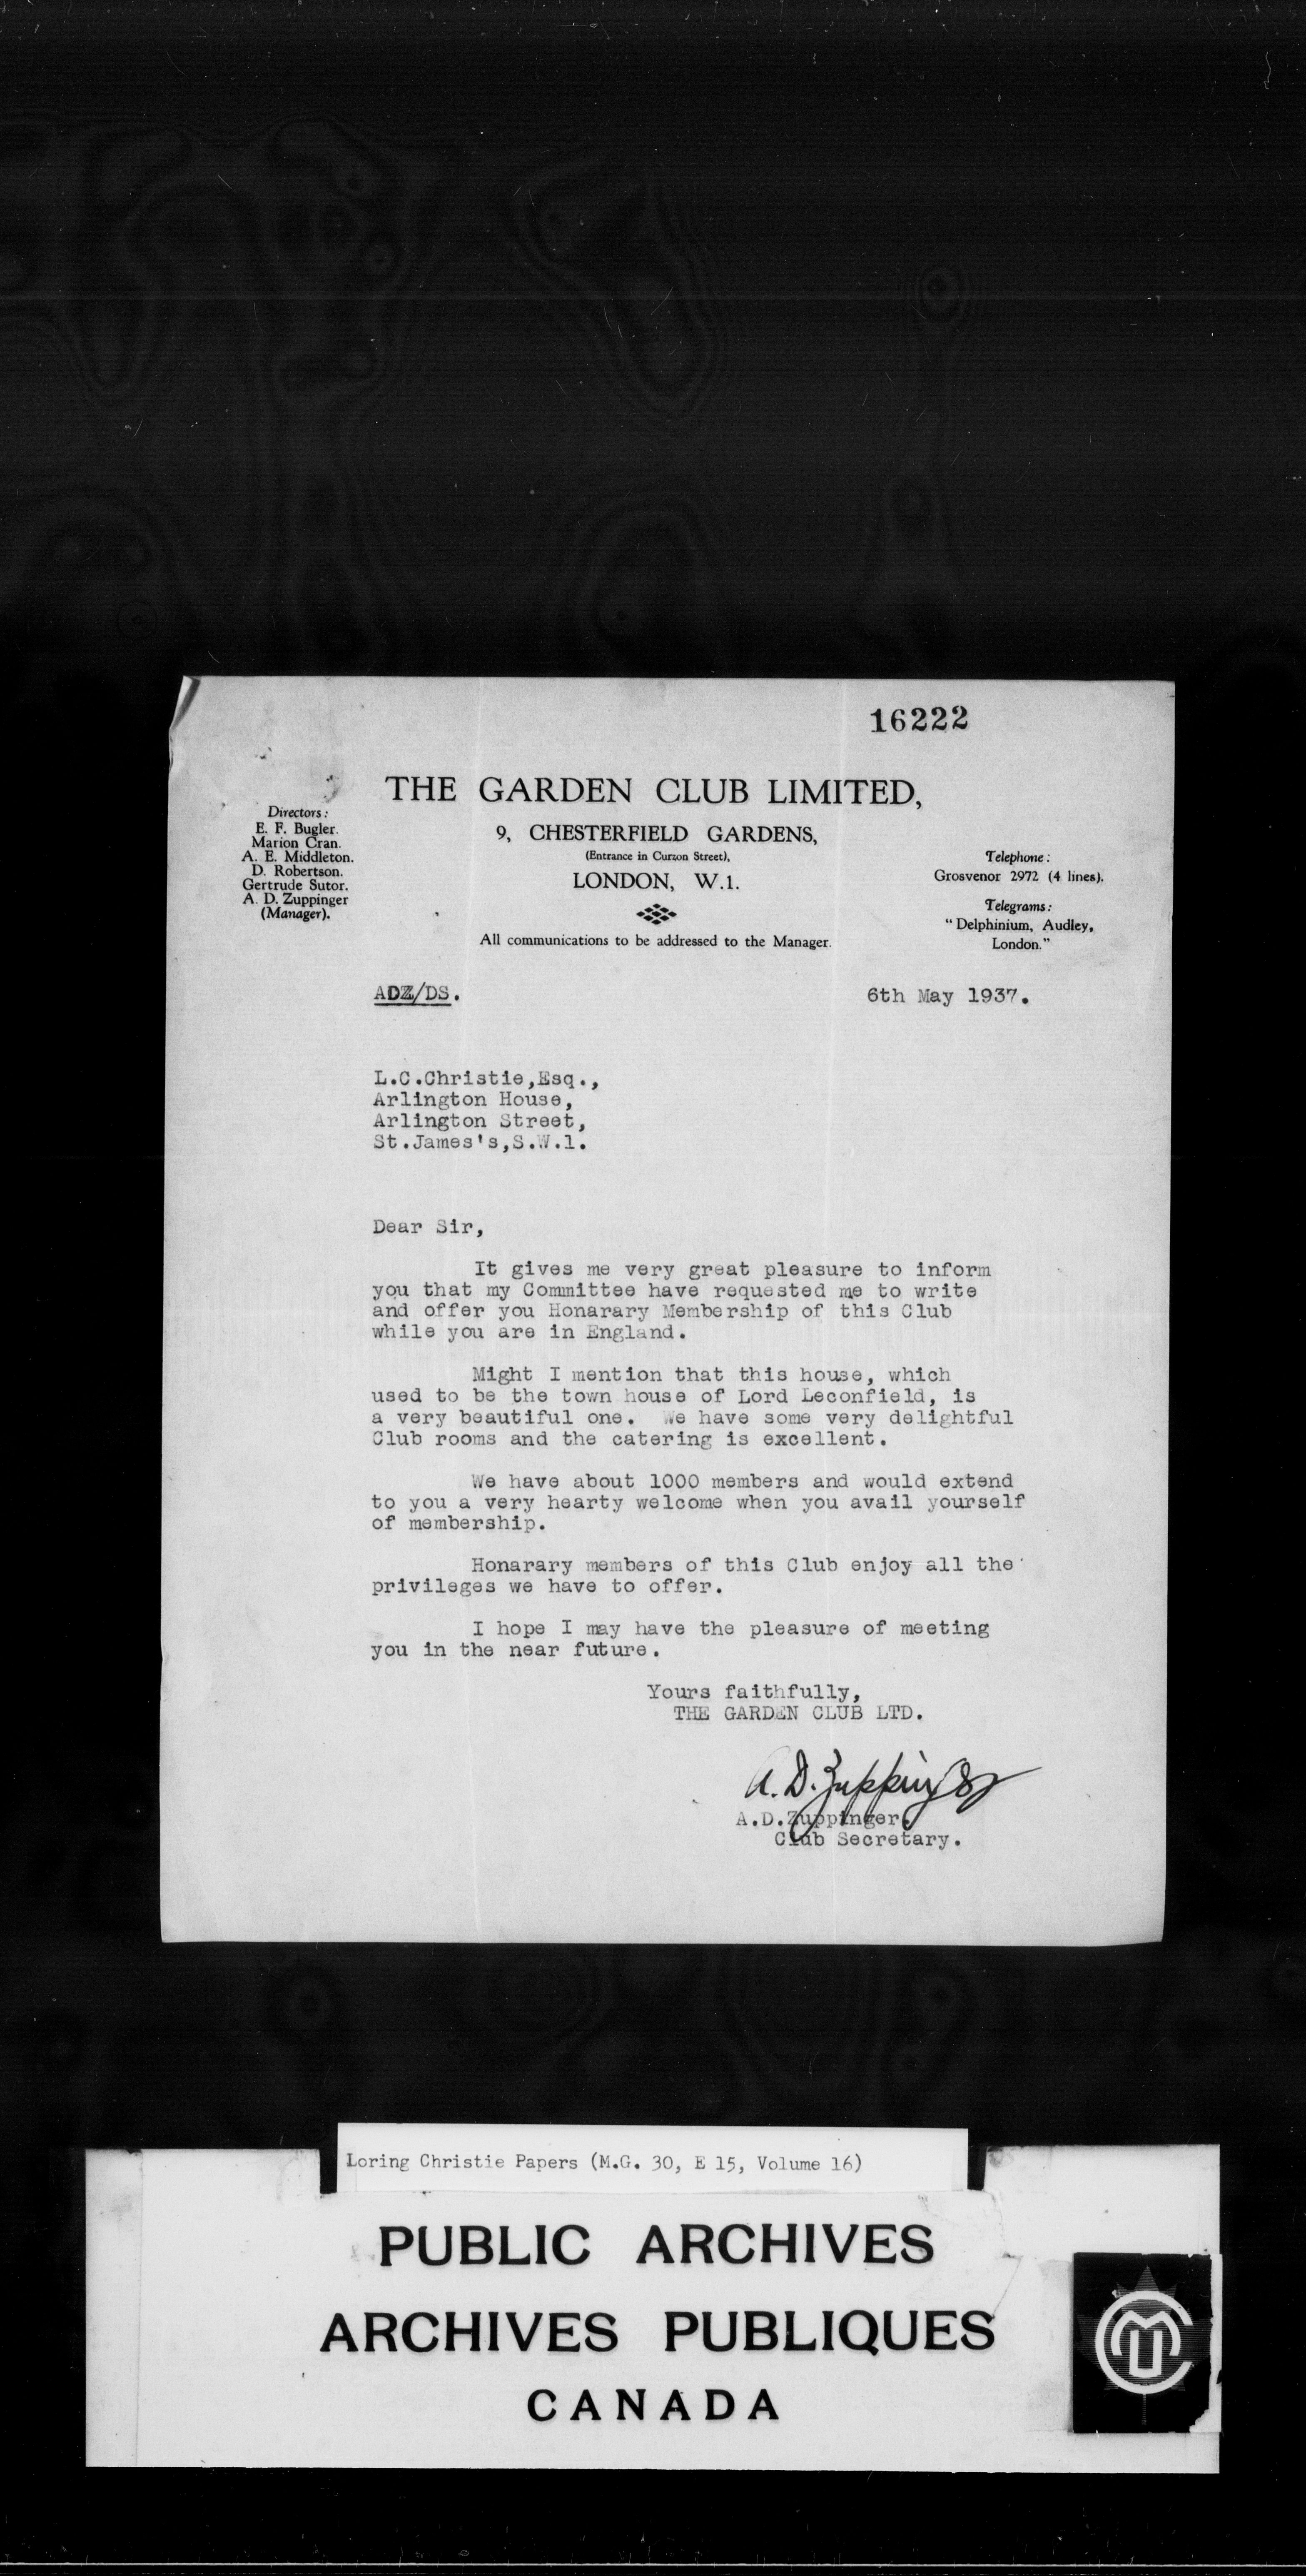 16222
THE GARDEN CLUB LIMITED,
9, CHESTERFIELD GARDENS,
(Entrance in Curzon Street),
LONDON, W.1.
All communications to be addressed to the Manager.
Directors:
E. F. Bugler.
Marion Cran.
A. E. Middleton.
D. Robertson.
Gertrude Sutor.
A. D. Zuppinger
(Manager).
Telephone:
Grosvenor 2972 (4 lines).
Telegrams:
"Delphinium, Audley,
London."
ADZ/DS.
6th May 1937.
L.C.Christie,Esq.,
Arlington House,
Arlington Street,
St.James's,S.W.1.
Dear Sir,
It gives me very great pleasure to inform
you that my Committee have requested me to write
and offer you Honarary Membership of this Club
while you are in England.
Might I mention that this house, which
used to be the town house of Lord Leconfield, is
a very beautiful one. We have some very delightful
Club rooms and the catering is excellent.
We have about 1000 members and would extend
to you a very hearty welcome when you avail yourself
of membership.
Honarary members of this Club enjoy all the
privileges we have to offer.
I hope I may have the pleasure of meeting
you in the near future.
Yours faithfully,
THE GARDEN CLUB LTD.
A. D. Zuppinger
A.D.Zuppinger.
Club Secretary.
Loring Christie Papers (M.G. 30, E 15, Volume 16)
PUBLIC ARCHIVES
ARCHIVES PUBLIQUES
CANADA